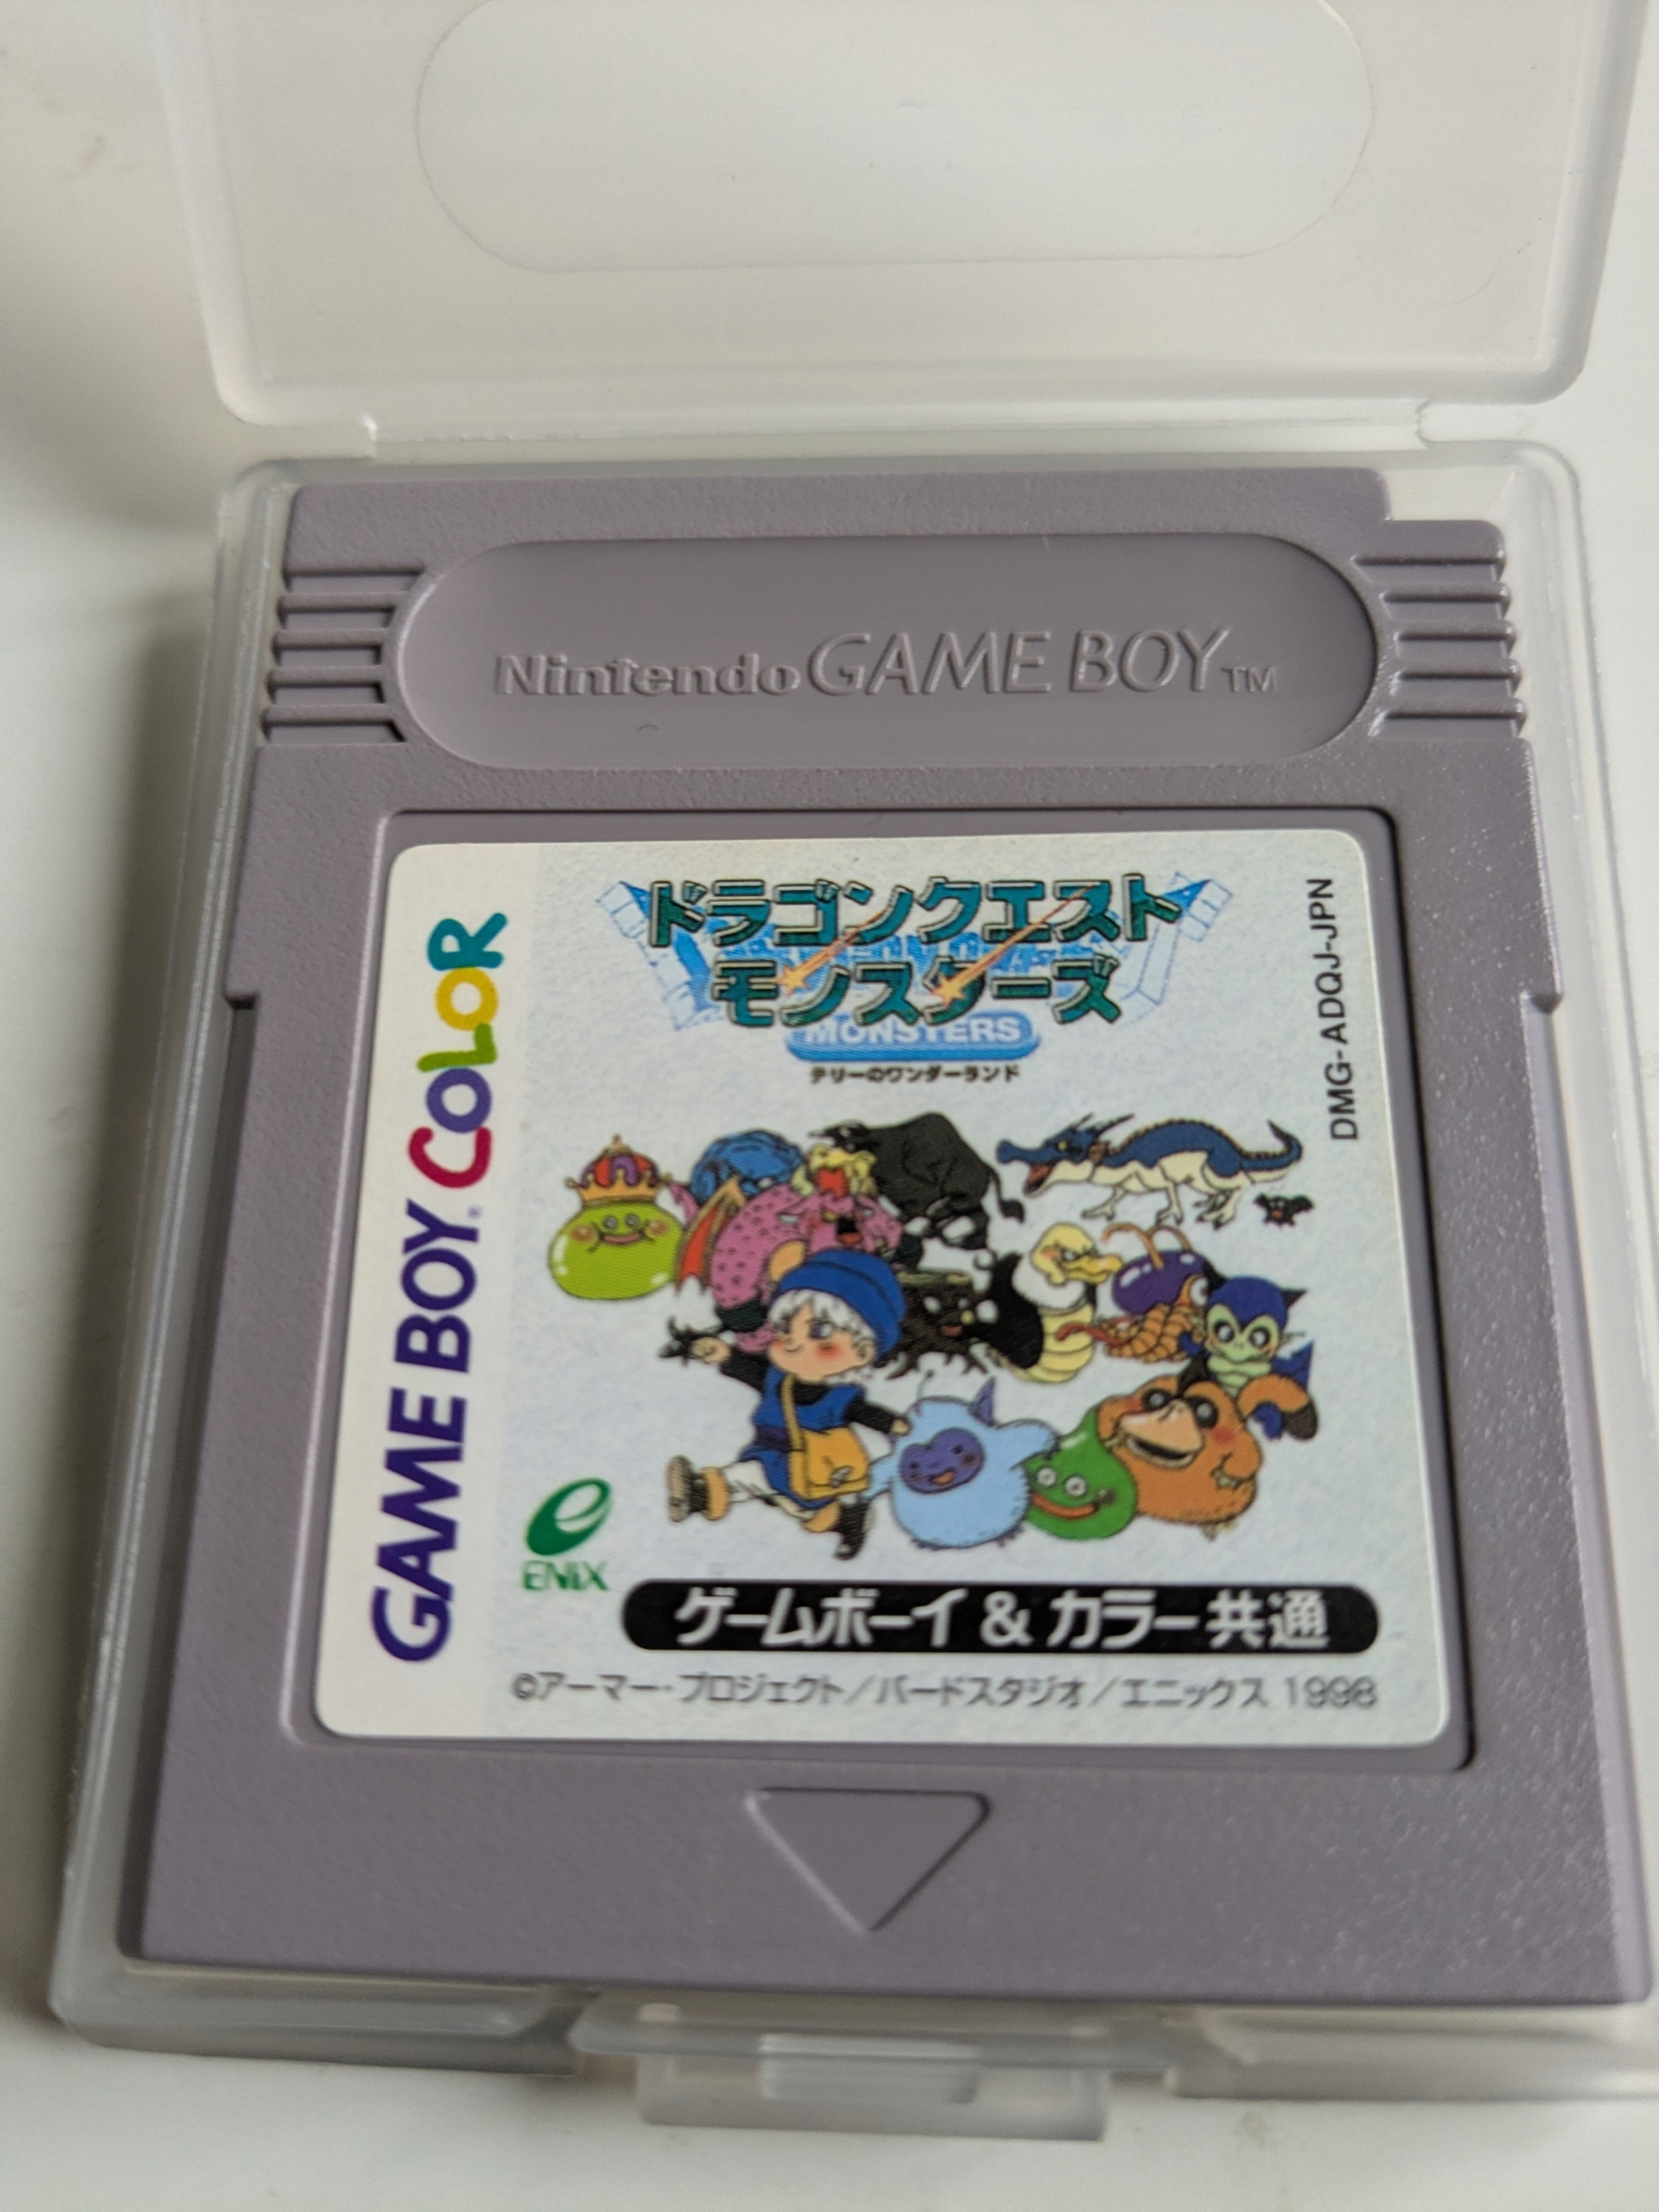 Nintendo GAME BOY TM
GAME BOY COLOR
ドラゴンクエスト
モンスターズ
MONSTERS
テリーのワンダーランド
DMG-ADQJ-JPN
ENIX
ゲームボーイ & カラー共通
©アーマー・プロジェクト/バードスタジオ/エニックス 1998